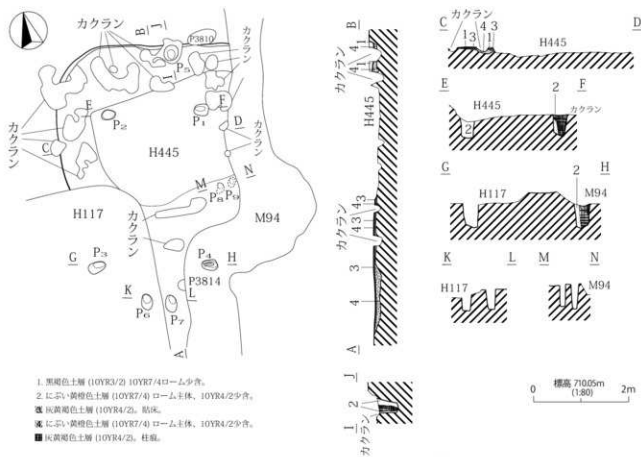 カクラン
B
J
P3810
カクラン
P5
I
E
F
P2
P1
D
カクラン
カクラン
C
H445
N
M
P8
P9
H117
M94
カクラン
G
P3
P4
H
P3814
K
L
P6
P7
A
B
4 1
4 1
カクラン
H445
4 3
4 3
カクラン
3
4
A
J
2
I
カクラン
C
D
カクラン
1 3
4 3
1
H445
E
F
H445
2
カクラン
2
G
H
H117
2
M94
K
L
M
N
H117
M94
1. 黒褐色土層 (10YR3/2) 10YR7/4ローム少含。
2. にぶい黄橙色土層 (10YR7/4) ローム主体、10YR4/2少含。
3 灰黄褐色土層 (10YR4/2)。貼床。
4 にぶい黄橙色土層 (10YR7/4) ローム主体、10YR4/2少含。
灰黄褐色土層 (10YR4/2)。柱痕。
標高 710.05m
(1:80)
0
2m